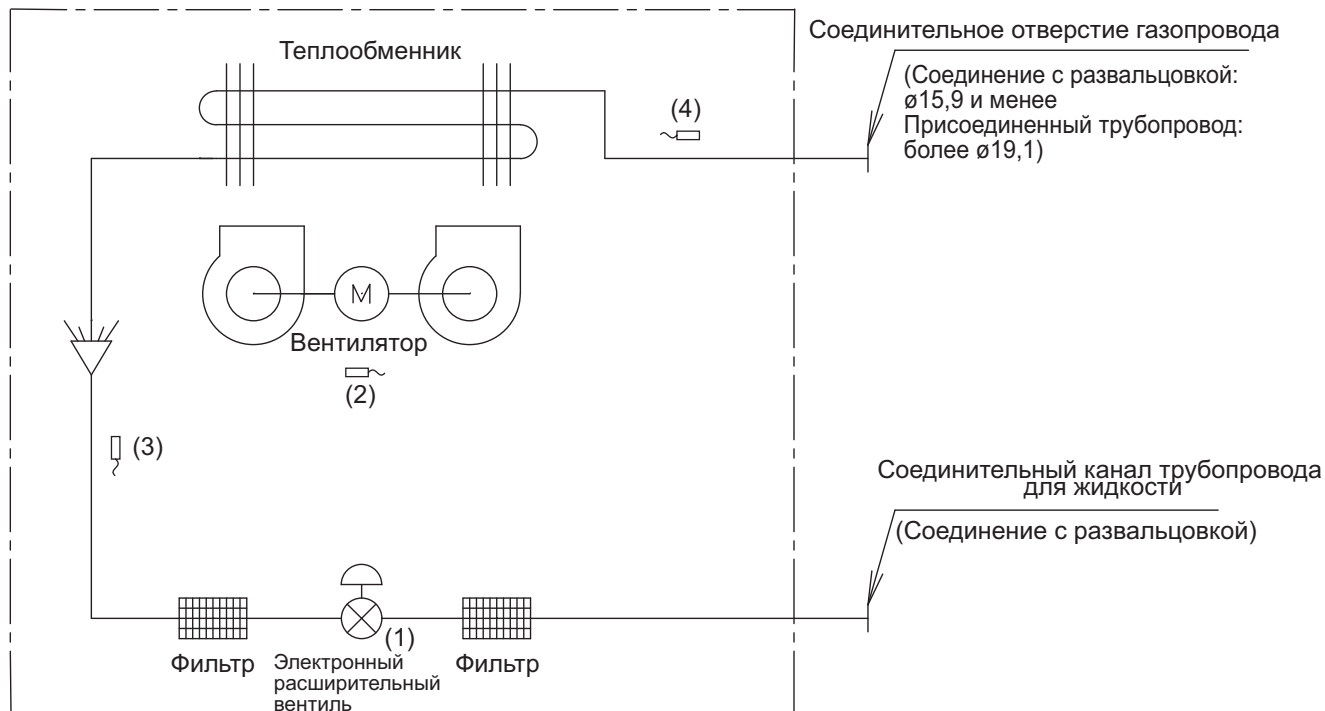 Соединительное отверстие газопровода
Теплообменник
(Соединение с развальцовкой:
ø15,9 и менее
Присоединенный трубопровод:
более ø19,1)
(4)
M
Вентилятор
(2)
(3)
Соединительный канал трубопровода
для жидкости
(Соединение с развальцовкой)
(1)
Фильтр
Электронный
расширительный
вентиль
Фильтр